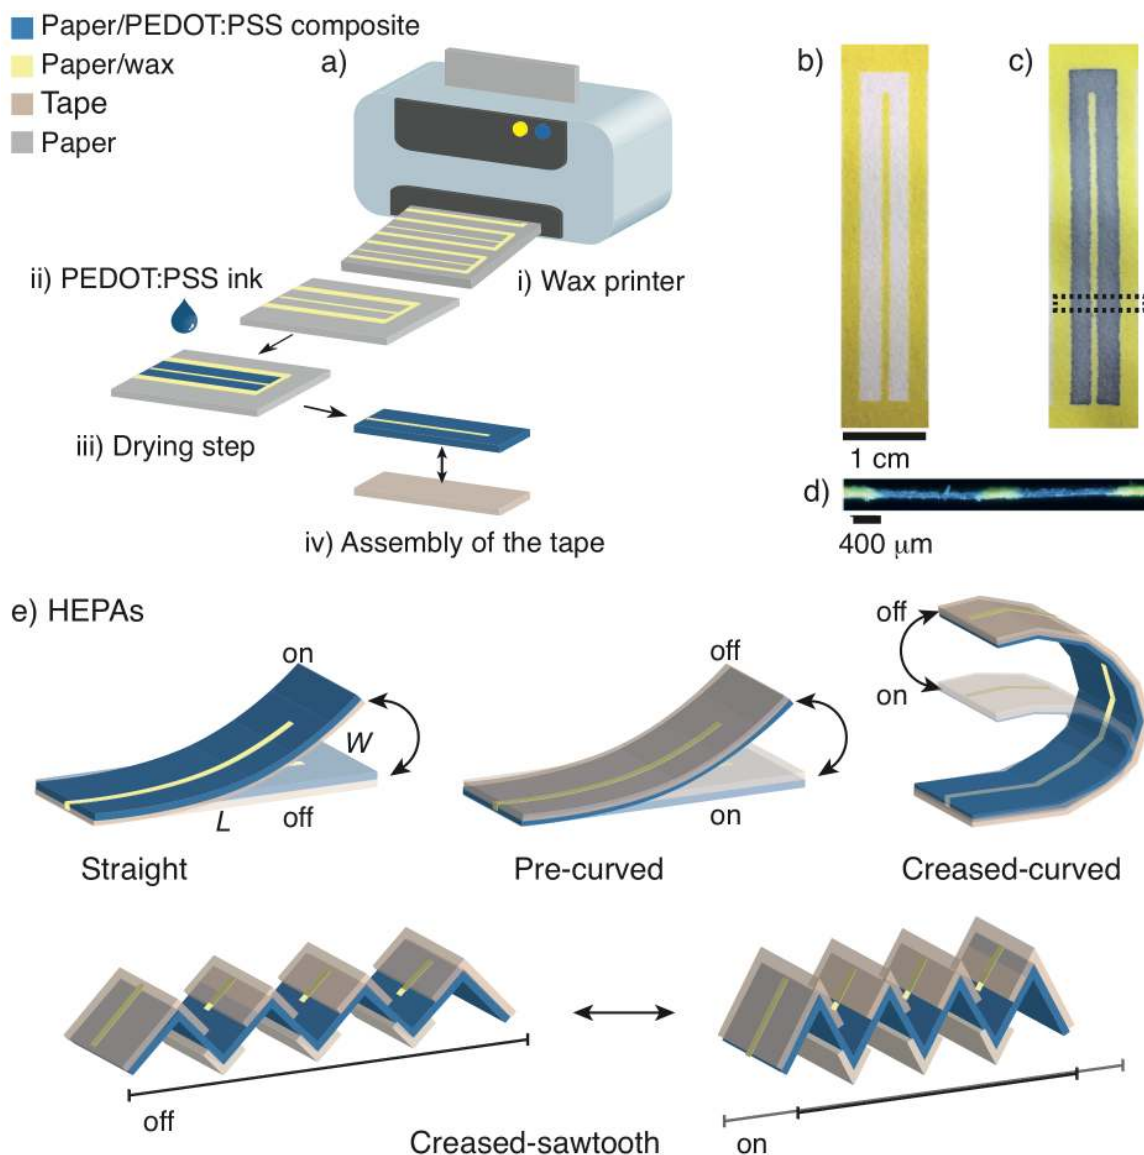 Paper/PEDOT:PSS composite
Paper/wax
Tape
Paper
a)
i) Wax printer
ii) PEDOT:PSS ink
iii) Drying step
iv) Assembly of the tape
b)
1 cm
c)
d)
400 μm
e) HEPAs
on
W
L
off
Straight
off
on
Pre-curved
off
on
Creased-curved
off
on
Creased-sawtooth